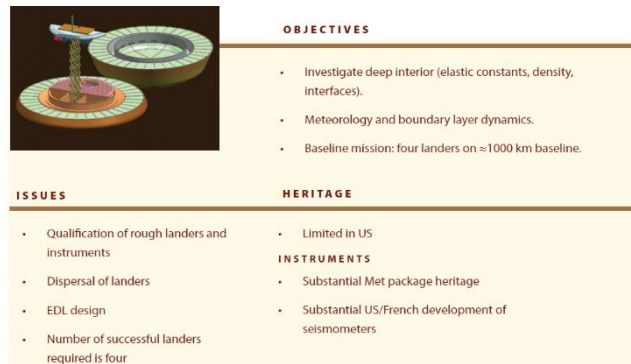 OBJECTIVES
• Investigate deep interior (elastic constants, density,
interfaces).
• Meteorology and boundary layer dynamics.
• Baseline mission: four landers on ≈1000 km baseline.
ISSUES
• Qualification of rough landers and
instruments
• Dispersal of landers
• EDL design
• Number of successful landers
required is four
HERITAGE
• Limited in US
INSTRUMENTS
• Substantial Met package heritage
• Substantial US/French development of
seismometers